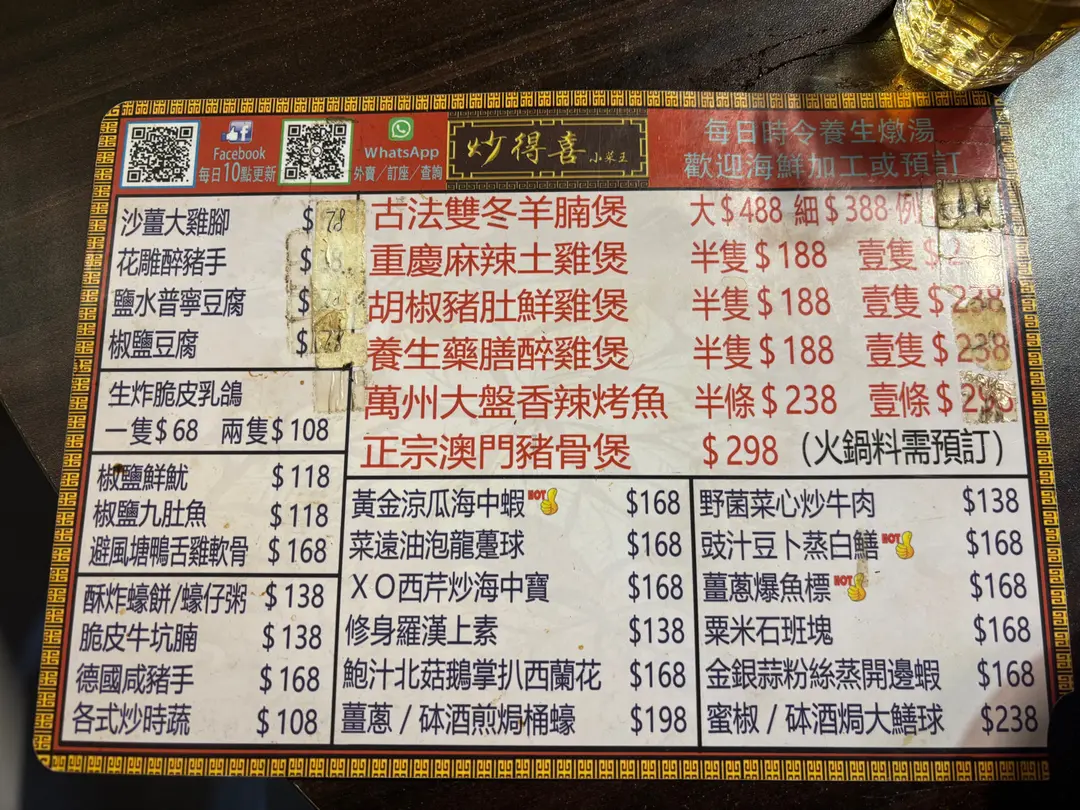 Facebook
每日10點更新
WhatsApp
外賣／訂座／查詢
炒得喜 小菜王
每日時令養生燉湯
歡迎海鮮加工或預訂
沙薑大雞腳 $78
花雕醉豬手 $
鹽水普寧豆腐 $
椒鹽豆腐 $
生炸脆皮乳鴿
一隻$68 兩隻$108
椒鹽鮮魷 $118
椒鹽九肚魚 $118
避風塘鴨舌雞軟骨 $168
酥炸蠔餅/蠔仔粥 $138
脆皮牛坑腩 $138
德國咸豬手 $168
各式炒時蔬 $108
古法雙冬羊腩煲 大$488 細$388 例
重慶麻辣土雞煲 半隻$188 壹隻$
胡椒豬肚鮮雞煲 半隻$188 壹隻$238
養生藥膳醉雞煲 半隻$188 壹隻$238
萬州大盤香辣烤魚 半條$238 壹條$
正宗澳門豬骨煲 $298 (火鍋料需預訂)
黃金涼瓜海中蝦 HOT $168
菜遠油泡龍躉球 $168
XO西芹炒海中寶 $168
修身羅漢上素 $138
鮑汁北菇鵝掌扒西蘭花 $168
薑蔥/砵酒煎焗桶蠔 $198
野菌菜心炒牛肉 $138
豉汁豆卜蒸白鱔 HOT $168
薑蔥爆魚標 HOT $168
粟米石班塊 $168
金銀蒜粉絲蒸開邊蝦 $168
蜜椒/砵酒焗大鱔球 $238